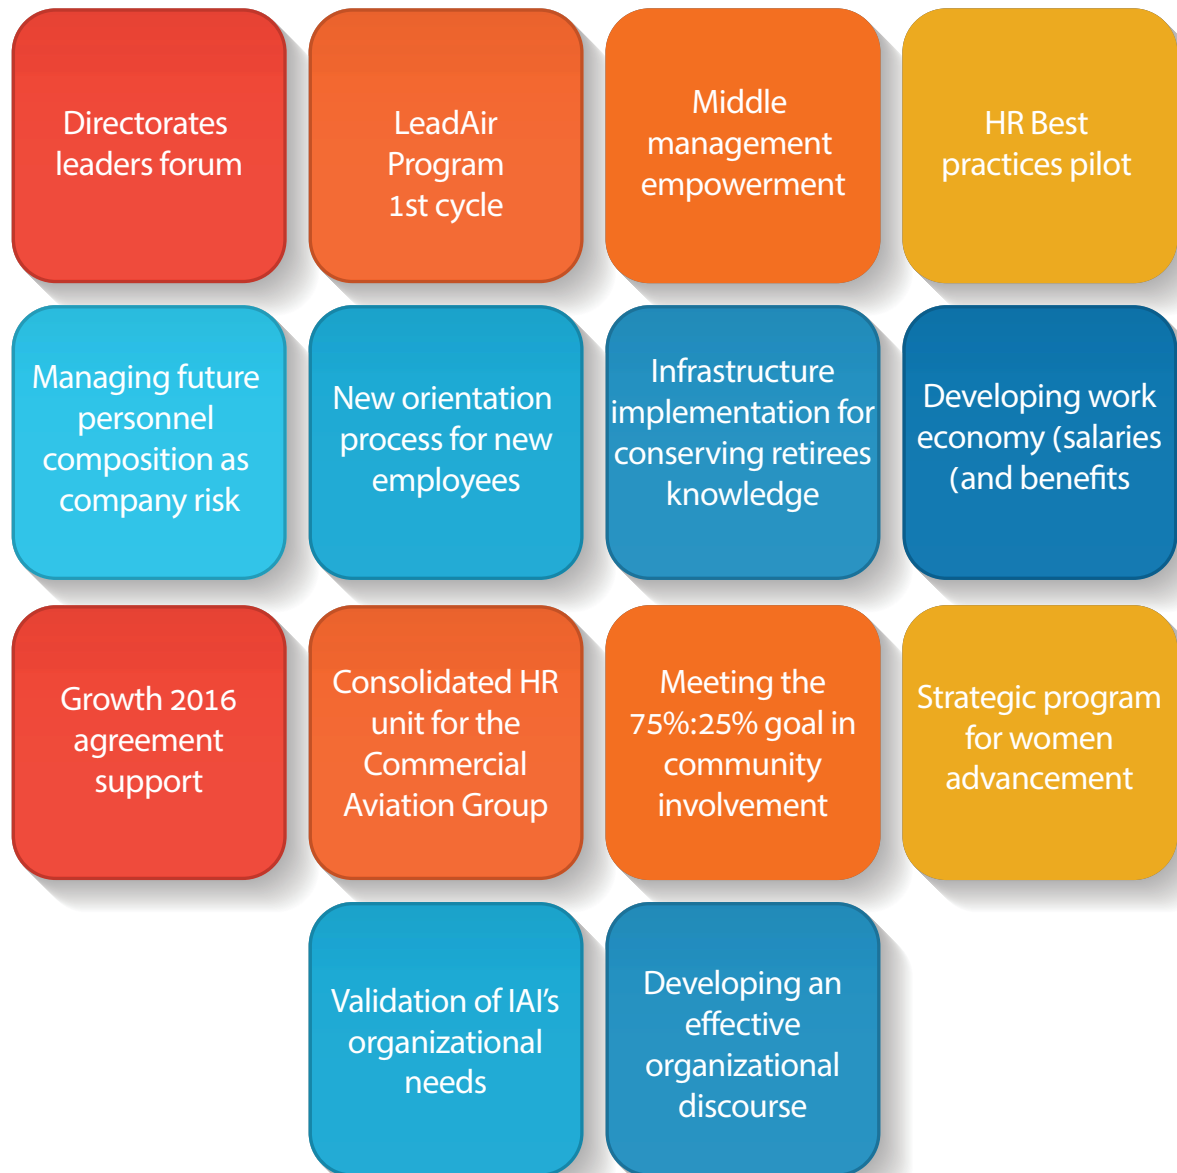 Directorates
leaders forum
LeadAir
Program
1st cycle
Middle
management
empowerment
HR Best
practices pilot
Managing future
personnel
composition as
company risk
New orientation
process for new
employees
Infrastructure
implementation for
conserving retirees
knowledge
Developing work
economy (salaries
(and benefits
Growth 2016
agreement
support
Consolidated HR
unit for the
Commercial
Aviation Group
Meeting the
75%:25% goal in
community
involvement
Strategic program
for women
advancement
Validation of IAI’s
organizational
needs
Developing an
effective
organizational
discourse